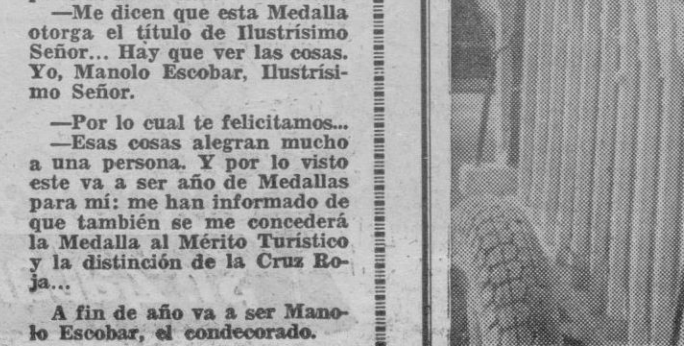 —Me dicen que esta Medalla
otorga el título de Ilustrísimo
Señor... Hay que ver las cosas.
Yo, Manolo Escobar, Ilustrísi-
mo Señor.
—Por lo cual te felicitamos...
—Esas cosas alegran mucho
a una persona. Y por lo visto
este va a ser año de Medallas
para mí: me han informado de
que también se me concederá
la Medalla al Mérito Turístico
y la distinción de la Cruz Ro-
ja...
A fin de año va a ser Mano-
lo Escobar, el condecorado.